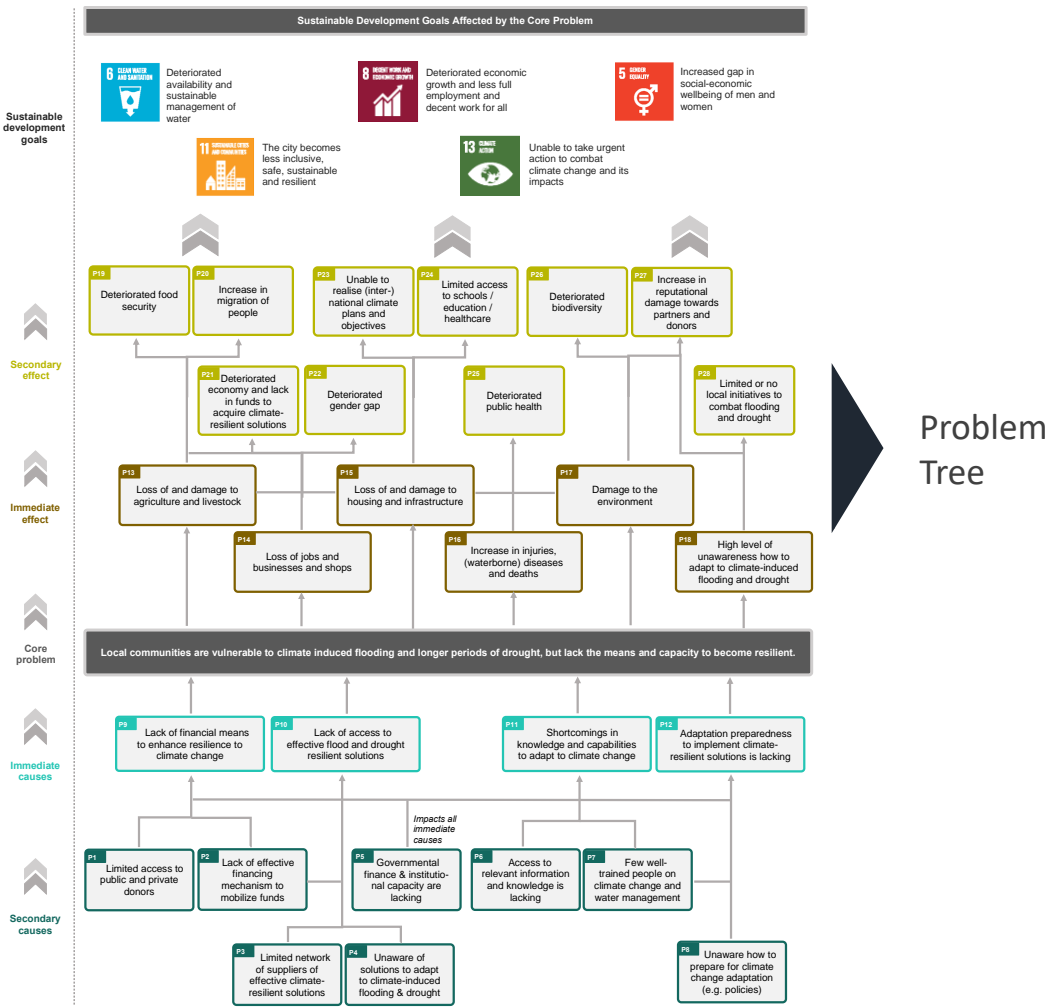 Sustainable Development Goals Affected by the Core Problem
Sustainable
development
goals
6 CLEAN WATER
AND SANITATION
Deteriorated
availability and
sustainable
management of
water
8 DECENT WORK AND
ECONOMIC GROWTH
Deteriorated economic
growth and less full
employment and
decent work for all
5 GENDER
EQUALITY
Increased gap in
social-economic
wellbeing of men and
women
11 SUSTAINABLE CITIES
AND COMMUNITIES
The city becomes
less inclusive,
safe, sustainable
and resilient
13 CLIMATE
ACTION
Unable to take urgent
action to combat
climate change and its
impacts
Secondary
effect
P19
Deteriorated food
security
P20
Increase in
migration of
people
P23
Unable to
realise (inter-)
national climate
plans and
objectives
P24
Limited access
to schools /
education /
healthcare
P26
Deteriorated
biodiversity
P27
Increase in
reputational
damage towards
partners and
donors
P21
Deteriorated
economy and lack
in funds to
acquire climate-
resilient solutions
P22
Deteriorated
gender gap
P25
Deteriorated
public health
P28
Limited or no
local initiatives to
combat flooding
and drought
Problem
Tree
Immediate
effect
P13
Loss of and damage to
agriculture and livestock
P15
Loss of and damage to
housing and infrastructure
P17
Damage to the
environment
P14
Loss of jobs and
businesses and shops
P16
Increase in injuries,
(waterborne) diseases
and deaths
P18
High level of
unawareness how to
adapt to climate-induced
flooding and drought
Core
problem
Local communities are vulnerable to climate induced flooding and longer periods of drought, but lack the means and capacity to become resilient.
Immediate
causes
P9
Lack of financial means
to enhance resilience to
climate change
P10
Lack of access to
effective flood and drought
resilient solutions
P11
Shortcomings in
knowledge and capabilities
to adapt to climate change
P12
Adaptation preparedness
to implement climate-
resilient solutions is lacking
Impacts all
immediate
causes
Secondary
causes
P1
Limited access to
public and private
donors
P2
Lack of effective
financing
mechanism to
mobilize funds
P5
Governmental
finance & institutio-
nal capacity are
lacking
P6
Access to
relevant information
and knowledge is
lacking
P7
Few well-
trained people on
climate change and
water management
P3
Limited network
of suppliers of
effective climate-
resilient solutions
P4
Unaware of
solutions to adapt
to climate-induced
flooding & drought
P8
Unaware how to
prepare for climate
change adaptation
(e.g. policies)